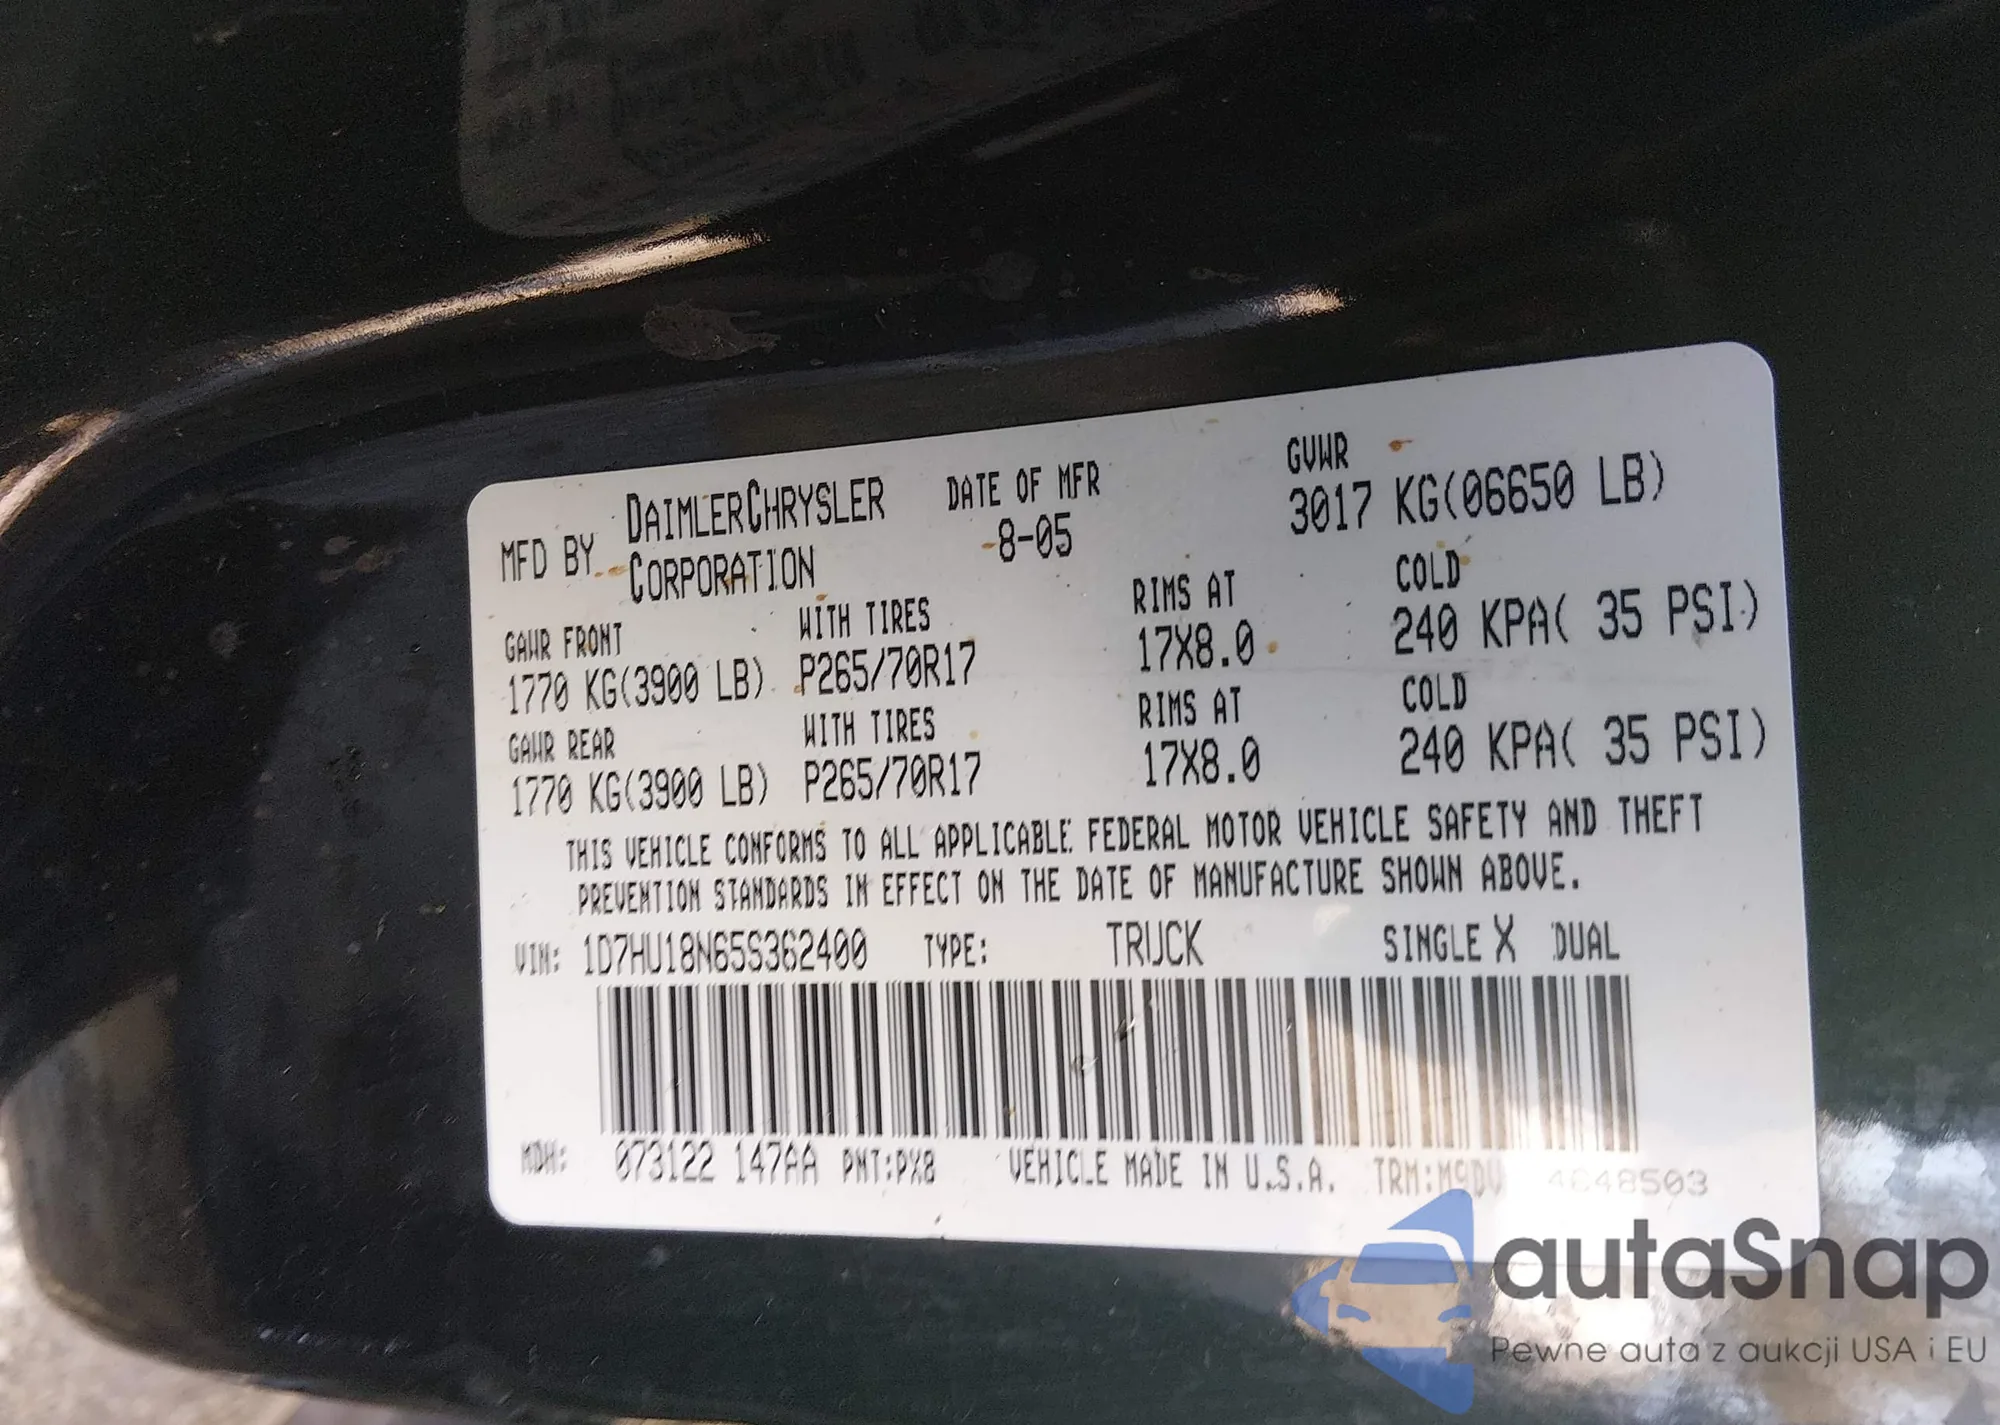 MFD BY DAIMLERCHRYSLER CORPORATION DATE OF MFR 8-05 GVWR 3017 KG(06650 LB)
GAWR FRONT WITH TIRES RIMS AT COLD
1770 KG(3900 LB) P265/70R17 17X8.0 240 KPA( 35 PSI)
GAWR REAR WITH TIRES RIMS AT COLD
1770 KG(3900 LB) P265/70R17 17X8.0 240 KPA( 35 PSI)
THIS VEHICLE CONFORMS TO ALL APPLICABLE FEDERAL MOTOR VEHICLE SAFETY AND THEFT
PREVENTION STANDARDS IN EFFECT ON THE DATE OF MANUFACTURE SHOWN ABOVE.
VIN: 1D7HU18N65S362400 TYPE: TRUCK SINGLE X DUAL
MDH: 073122 147AA PNT:PX8 VEHICLE MADE IN U.S.A.
autaSnap
Pewne auta z aukcji USA i EU